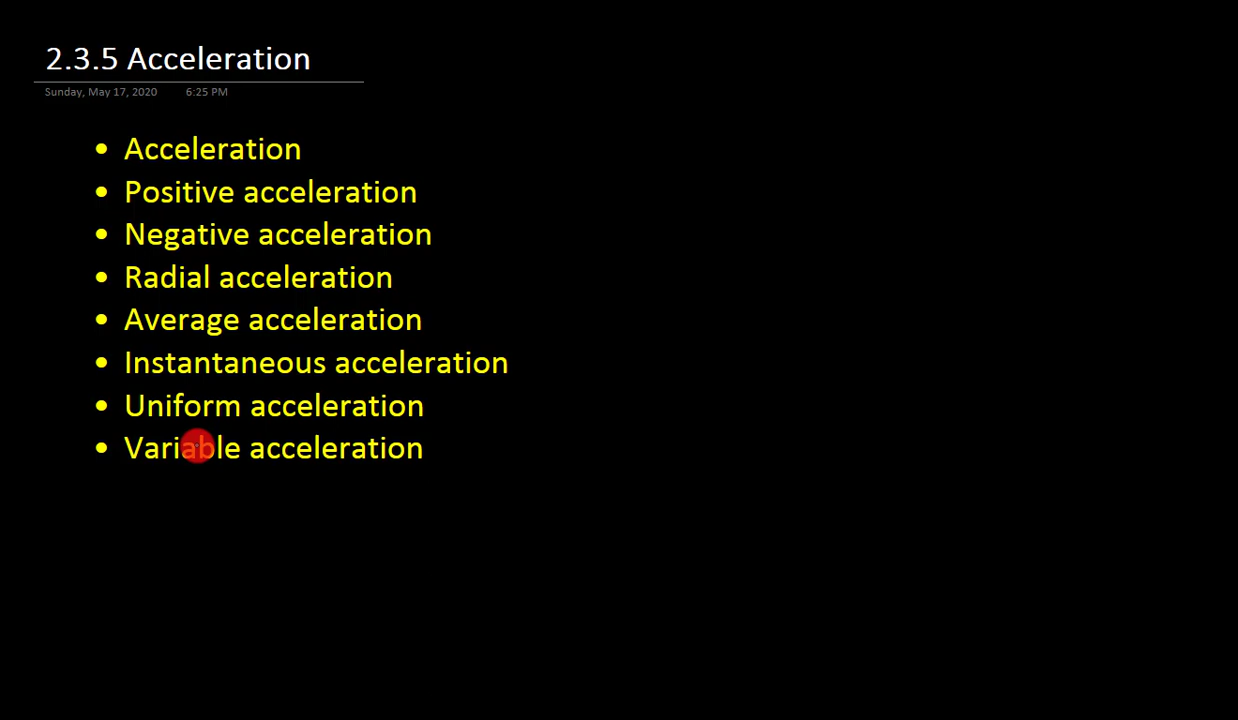 2.3.5 Acceleration
Sunday, May 17, 2020 6:25 PM
• Acceleration
• Positive acceleration
• Negative acceleration
• Radial acceleration
• Average acceleration
• Instantaneous acceleration
• Uniform acceleration
• Variable acceleration